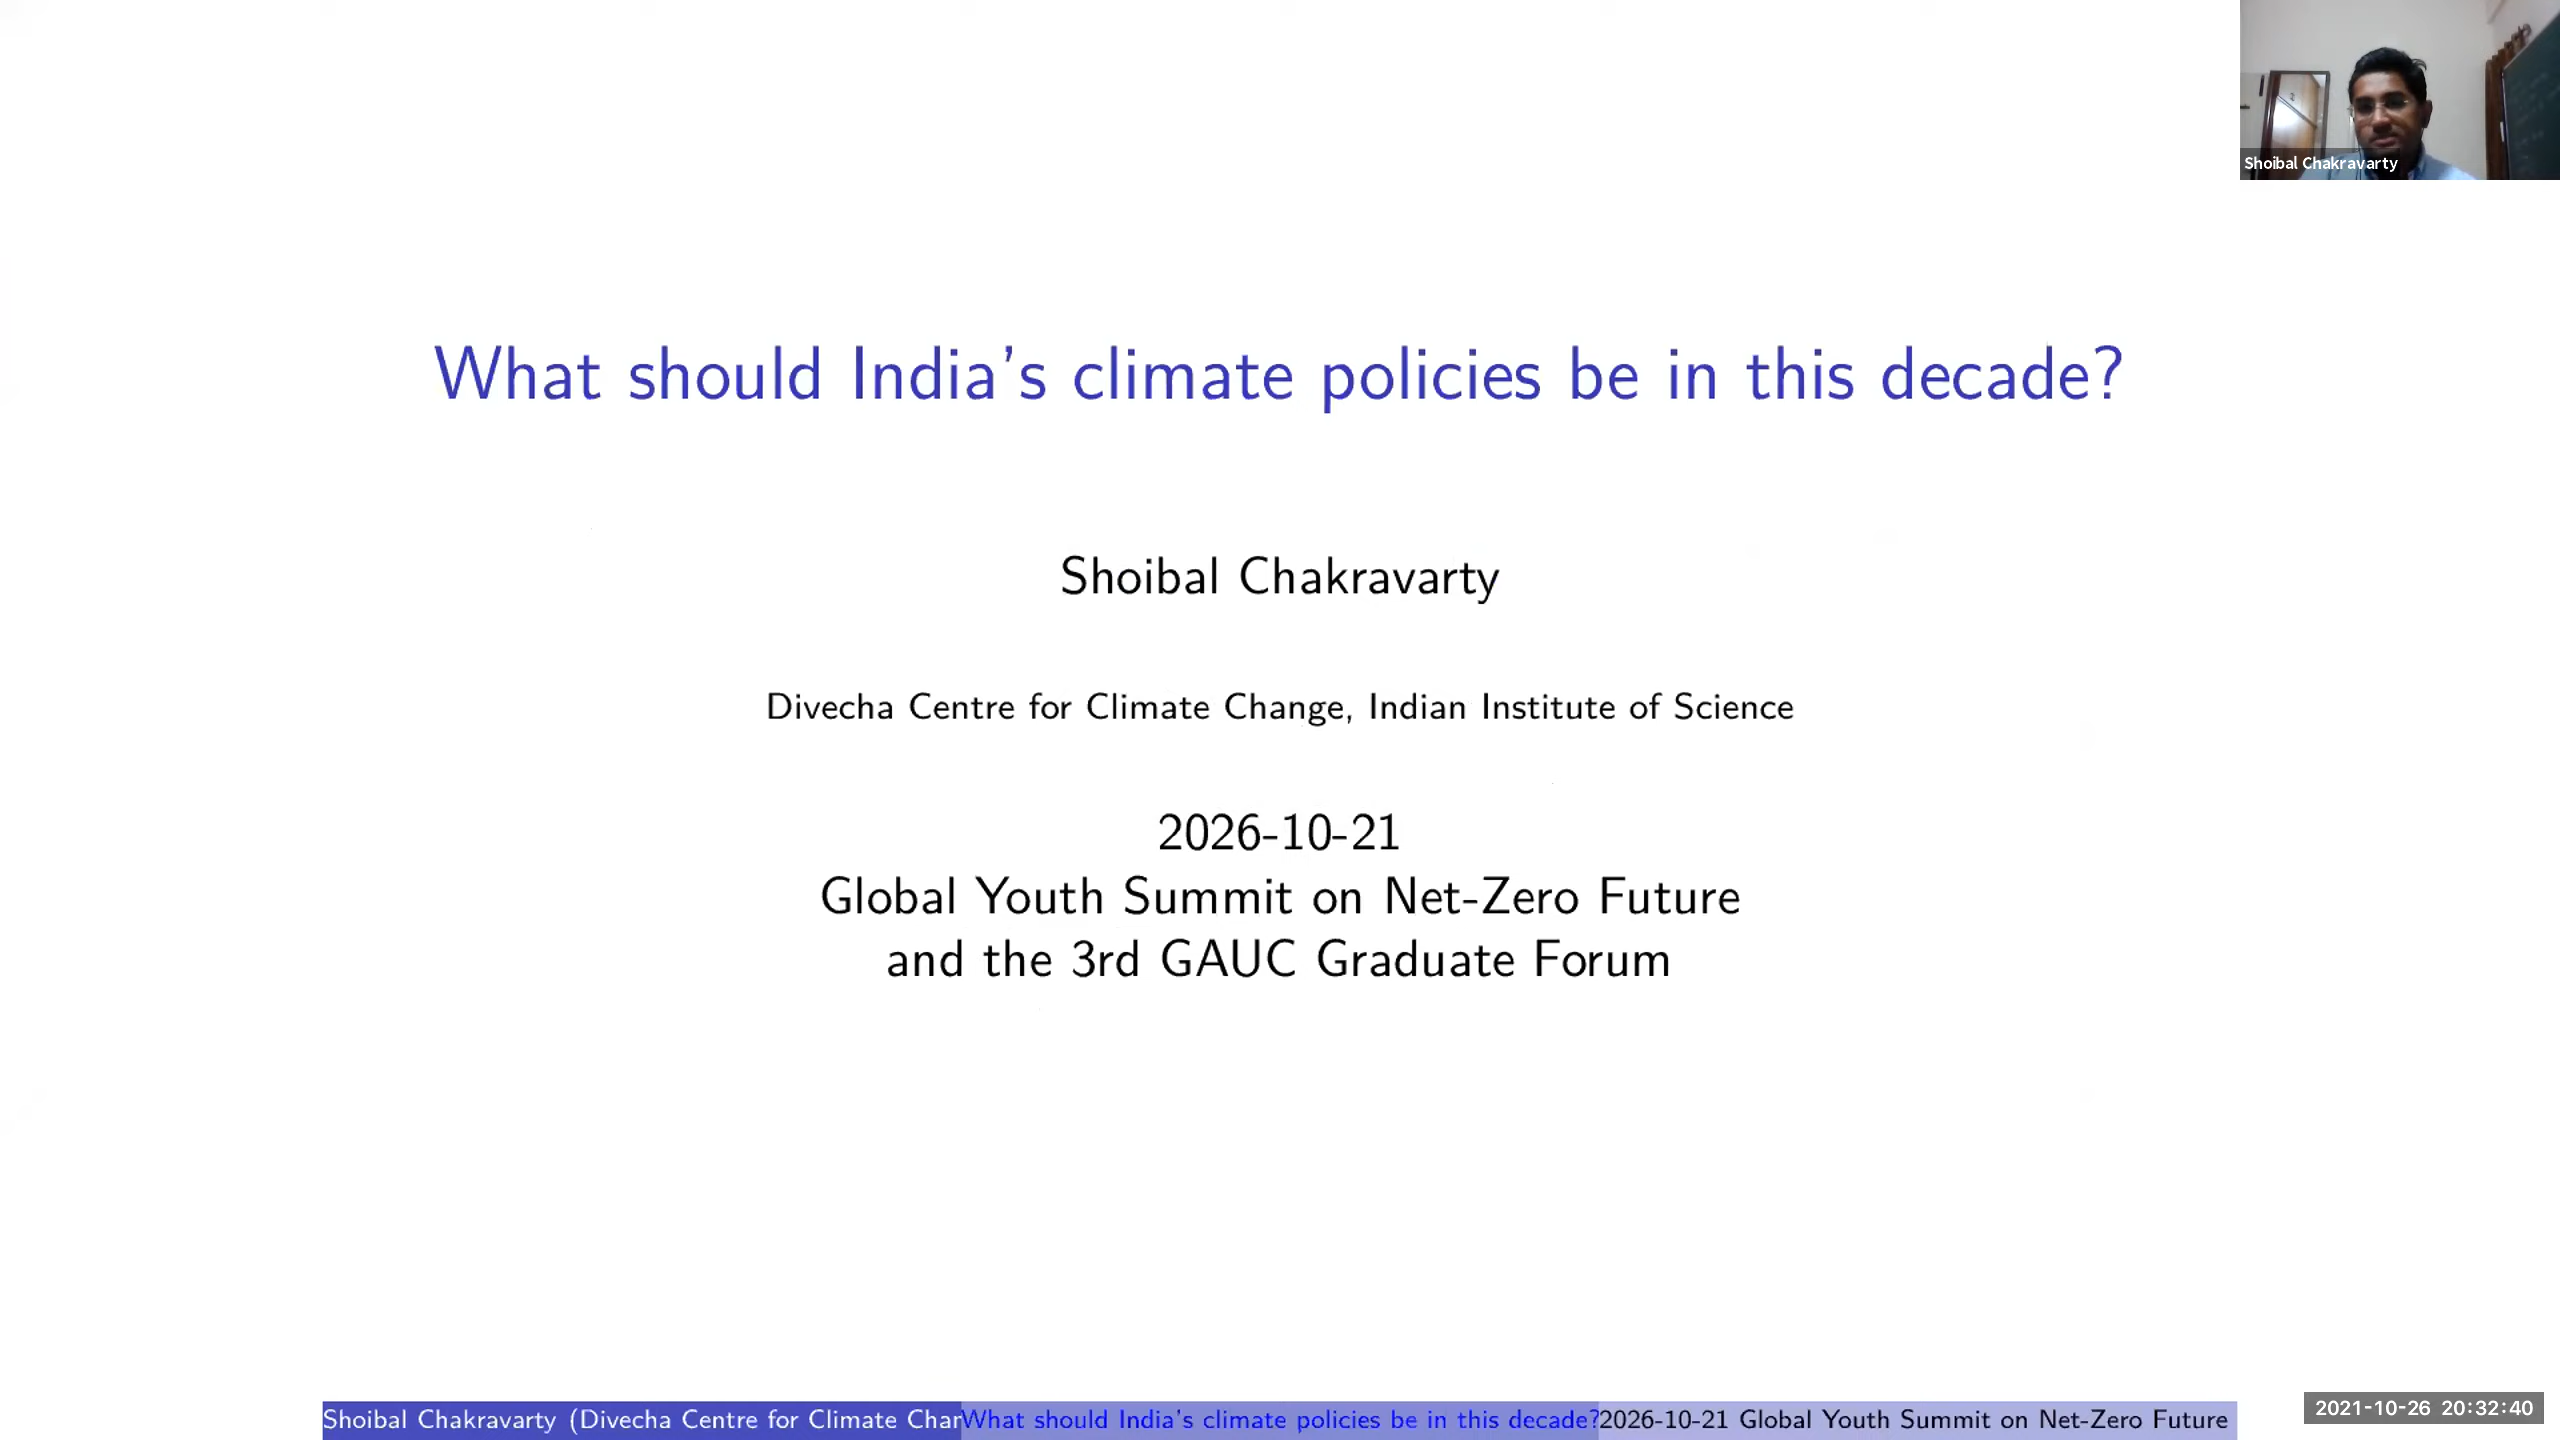 Shoibal Chakravarty
What should India's climate policies be in this decade?
Shoibal Chakravarty
Divecha Centre for Climate Change, Indian Institute of Science
2026-10-21
Global Youth Summit on Net-Zero Future
and the 3rd GAUC Graduate Forum
Shoibal Chakravarty (Divecha Centre for Climate Char
What should India's climate policies be in this decade?
2026-10-21 Global Youth Summit on Net-Zero Future
2021-10-26 20:32:40